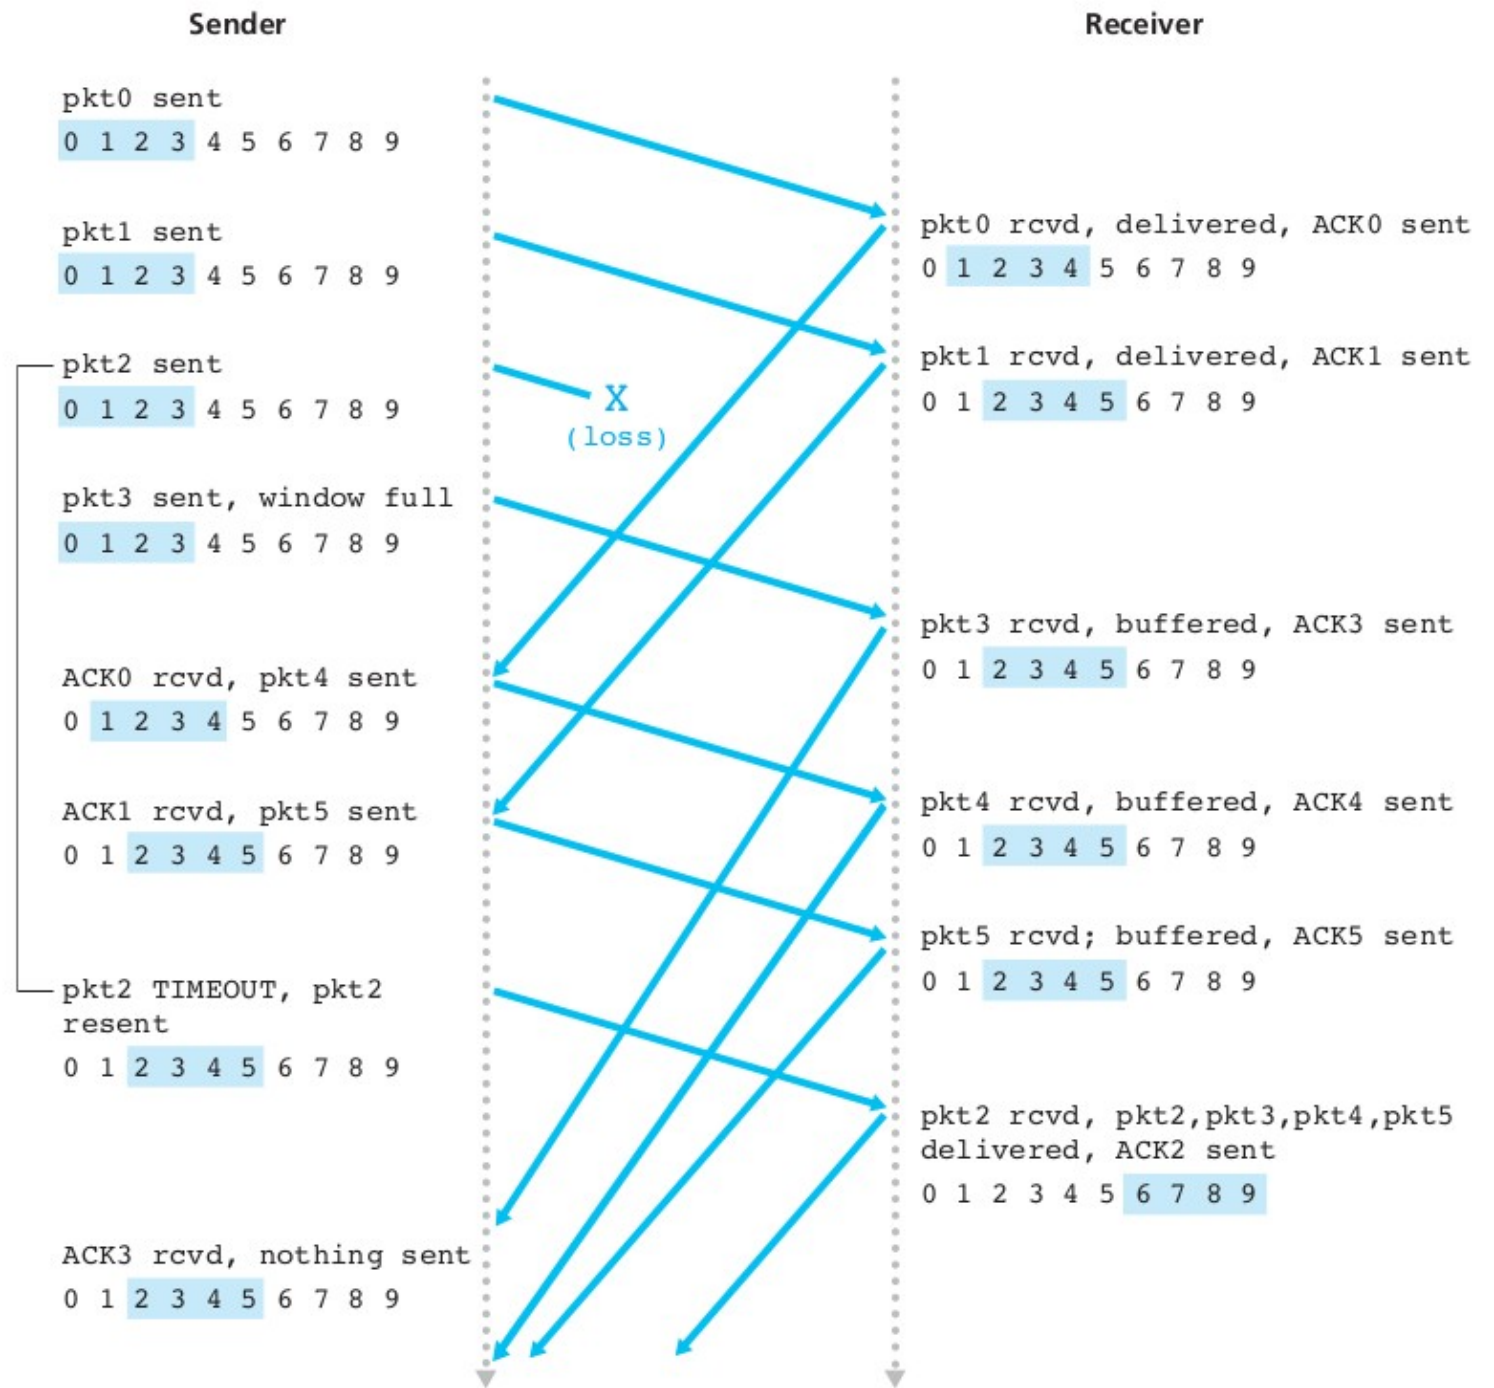 Sender
Receiver
pkt0 sent
0 1 2 3 4 5 6 7 8 9
pkt0 rcvd, delivered, ACK0 sent
0 1 2 3 4 5 6 7 8 9
pkt1 sent
0 1 2 3 4 5 6 7 8 9
pkt1 rcvd, delivered, ACK1 sent
0 1 2 3 4 5 6 7 8 9
pkt2 sent
0 1 2 3 4 5 6 7 8 9
X
(loss)
pkt3 sent, window full
0 1 2 3 4 5 6 7 8 9
pkt3 rcvd, buffered, ACK3 sent
0 1 2 3 4 5 6 7 8 9
ACK0 rcvd, pkt4 sent
0 1 2 3 4 5 6 7 8 9
pkt4 rcvd, buffered, ACK4 sent
0 1 2 3 4 5 6 7 8 9
ACK1 rcvd, pkt5 sent
0 1 2 3 4 5 6 7 8 9
pkt5 rcvd; buffered, ACK5 sent
0 1 2 3 4 5 6 7 8 9
pkt2 TIMEOUT, pkt2
resent
0 1 2 3 4 5 6 7 8 9
pkt2 rcvd, pkt2,pkt3,pkt4,pkt5
delivered, ACK2 sent
0 1 2 3 4 5 6 7 8 9
ACK3 rcvd, nothing sent
0 1 2 3 4 5 6 7 8 9